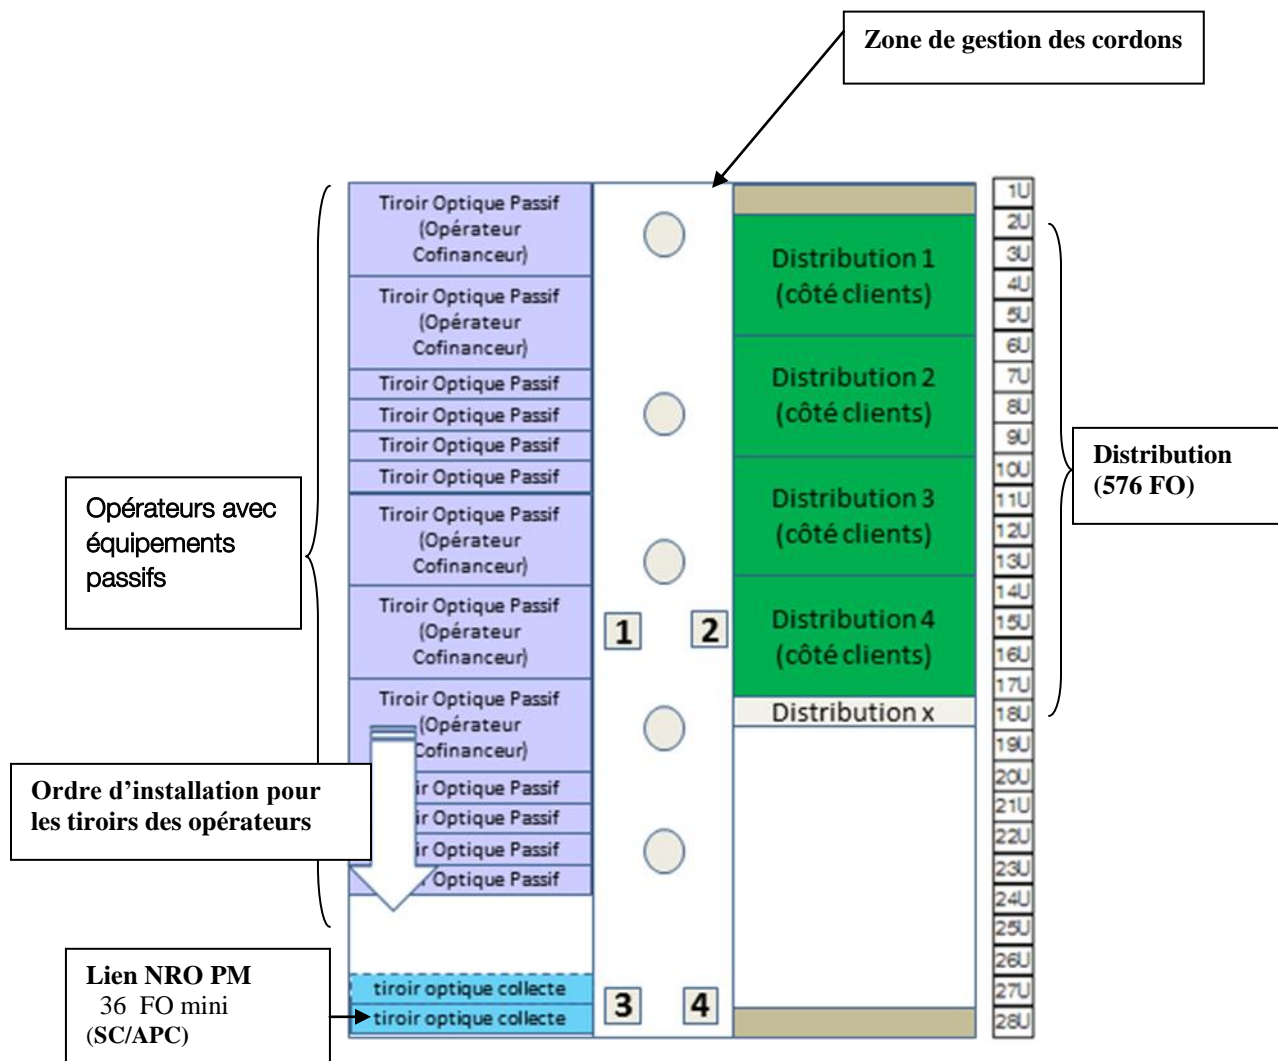 Zone de gestion des cordons
Opérateurs avec
équipements
passifs
Ordre d'installation pour
les tiroirs des opérateurs
Lien NRO PM
36 FO mini
(SC/APC)
Tiroir Optique Passif
(Opérateur
Cofinanceur)
Tiroir Optique Passif
(Opérateur
Cofinanceur)
Tiroir Optique Passif
Tiroir Optique Passif
Tiroir Optique Passif
Tiroir Optique Passif
Tiroir Optique Passif
(Opérateur
Cofinanceur)
Tiroir Optique Passif
(Opérateur
Cofinanceur)
Tiroir Optique Passif
(Opérateur
Cofinanceur)
ir Optique Passif
ir Optique Passif
ir Optique Passif
Optique Passif
tiroir optique collecte
tiroir optique collecte
1
2
3
4
Distribution 1
(côté clients)
Distribution 2
(côté clients)
Distribution 3
(côté clients)
Distribution 4
(côté clients)
Distribution x
1U
2U
3U
4U
5U
6U
7U
8U
9U
10U
11U
12U
13U
14U
15U
16U
17U
18U
19U
20U
21U
22U
23U
24U
25U
26U
27U
28U
Distribution
(576 FO)